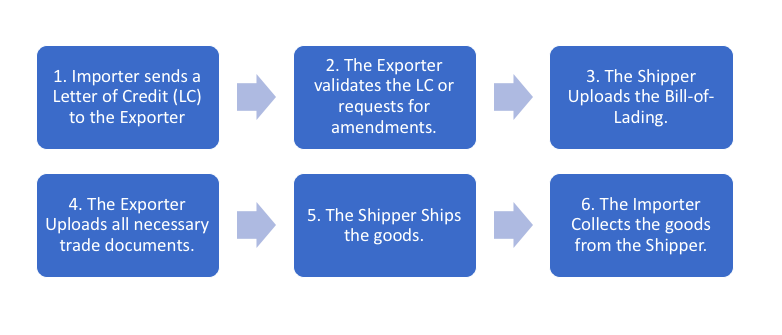 1. Importer sends a
Letter of Credit (LC)
to the Exporter
2. The Exporter
validates the LC or
requests for
amendments.
3. The Shipper
Uploads the Bill-of-
Lading.
4. The Exporter
Uploads all necessary
trade documents.
5. The Shipper Ships
the goods.
6. The Importer
Collects the goods
from the Shipper.